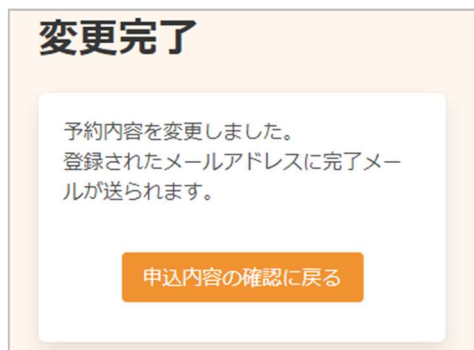 変更完了
予約内容を変更しました。
登録されたメールアドレスに完了メー
ルが送られます。
申込内容の確認に戻る